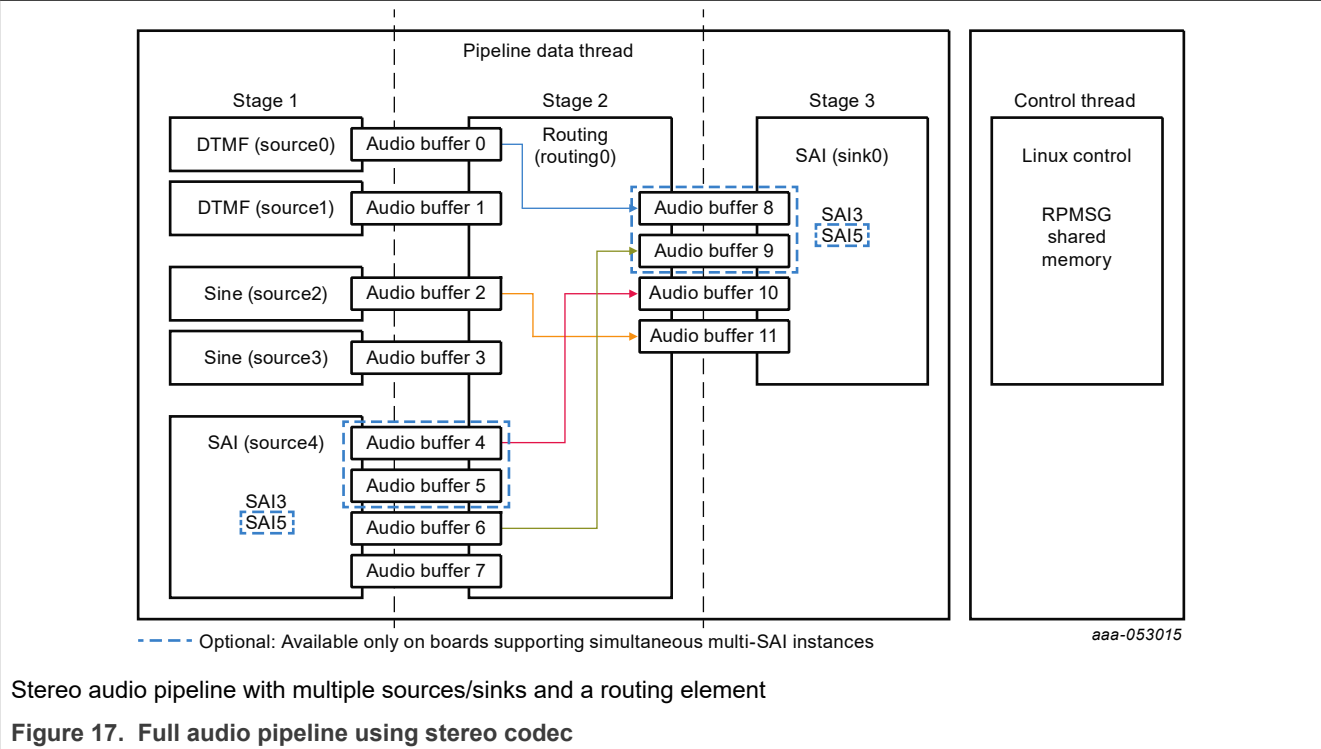 Pipeline data thread
Stage 1
Stage 2
Stage 3
Control thread
DTMF (source0)
DTMF (source1)
Sine (source2)
Sine (source3)
SAI (source4)
SAI3
SAI5
Audio buffer 0
Audio buffer 1
Audio buffer 2
Audio buffer 3
Audio buffer 4
Audio buffer 5
Audio buffer 6
Audio buffer 7
Routing
(routing0)
Audio buffer 8
Audio buffer 9
Audio buffer 10
Audio buffer 11
SAI (sink0)
SAI3
SAI5
Linux control
RPMSG
shared
memory
Optional: Available only on boards supporting simultaneous multi-SAI instances
aaa-053015
Stereo audio pipeline with multiple sources/sinks and a routing element
Figure 17. Full audio pipeline using stereo codec